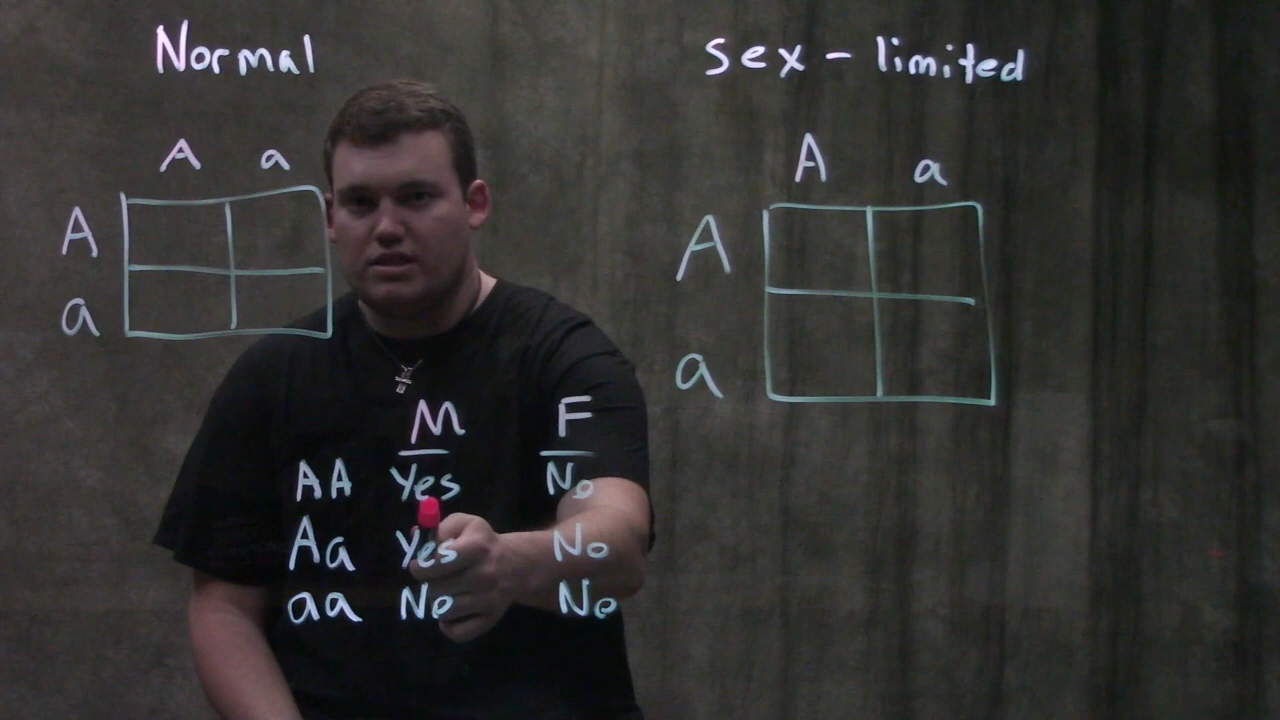 Normal
A a
A
a
sex - limited
A a
A
a
M F
AA Yes No
Aa Yes No
aa No No